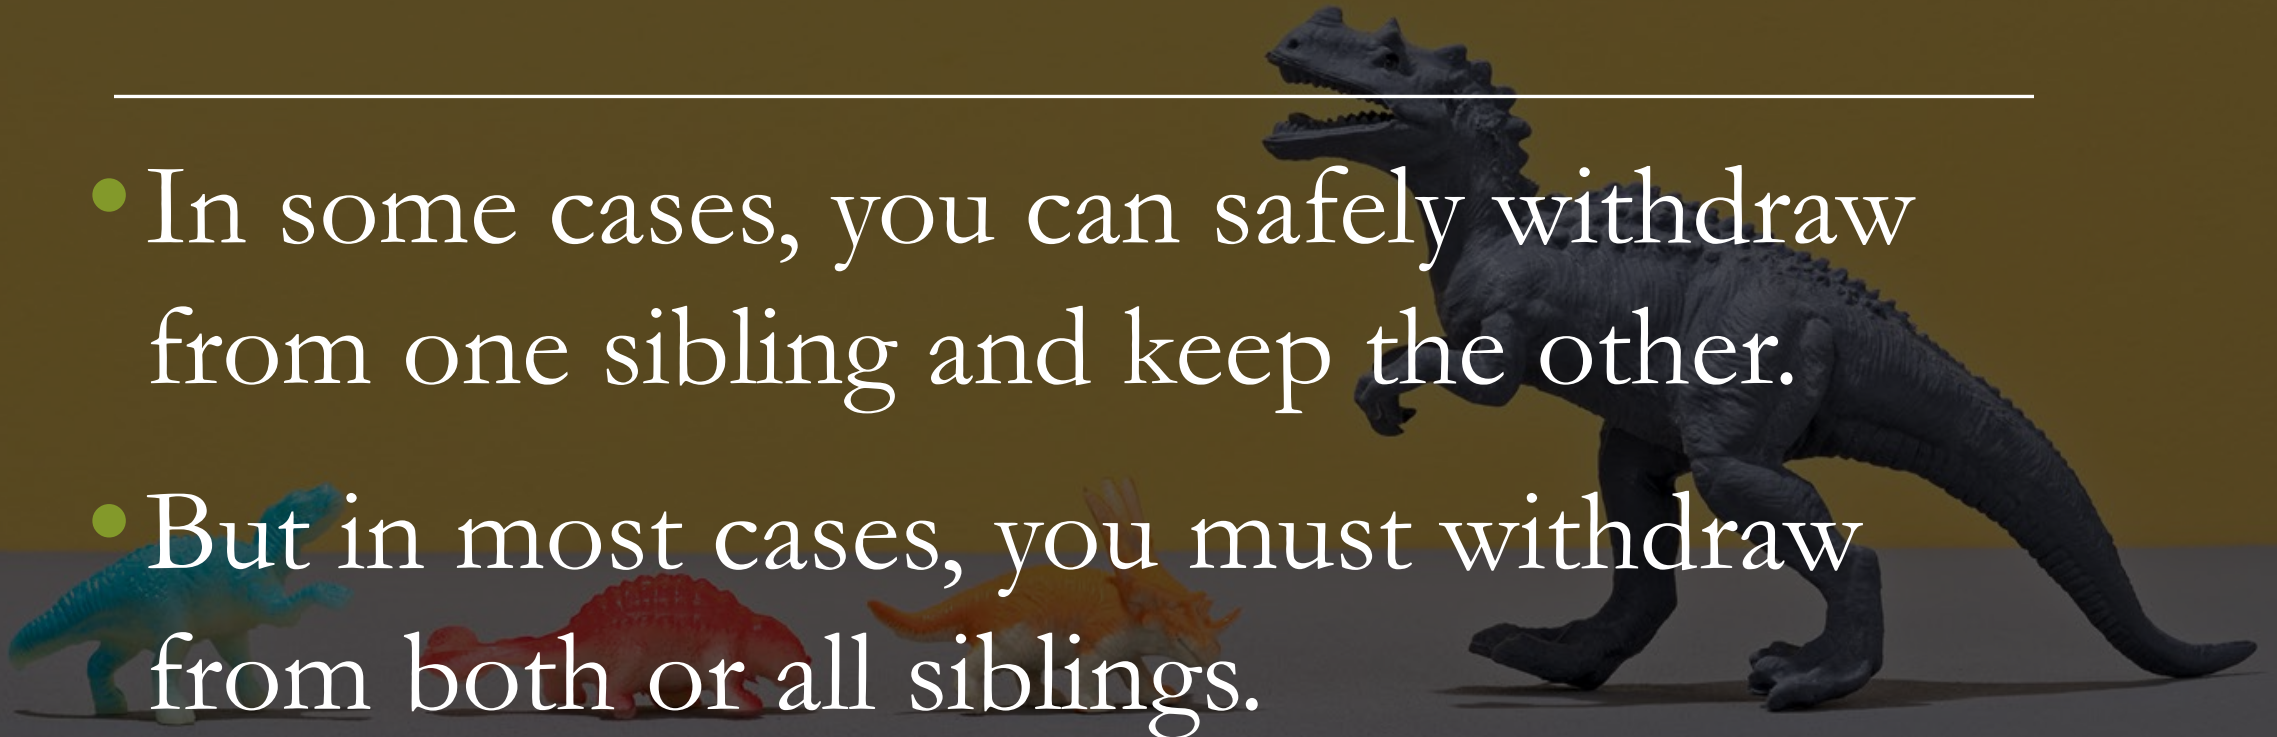 • In some cases, you can safely withdraw
from one sibling and keep the other.
• But in most cases, you must withdraw
from both or all siblings.